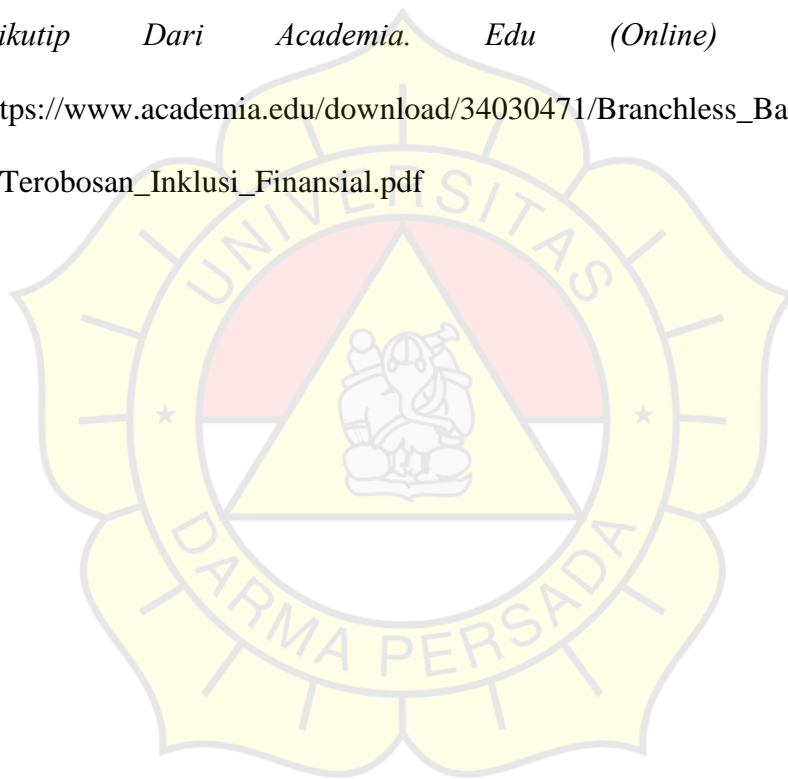 ikutip Dari Academia. Edu (Online)
tps://www.academia.edu/download/34030471/Branchless_Ba
Terobosan_Inklusi_Finansial.pdf
UNIVERSITAS
DARMA PERSADA